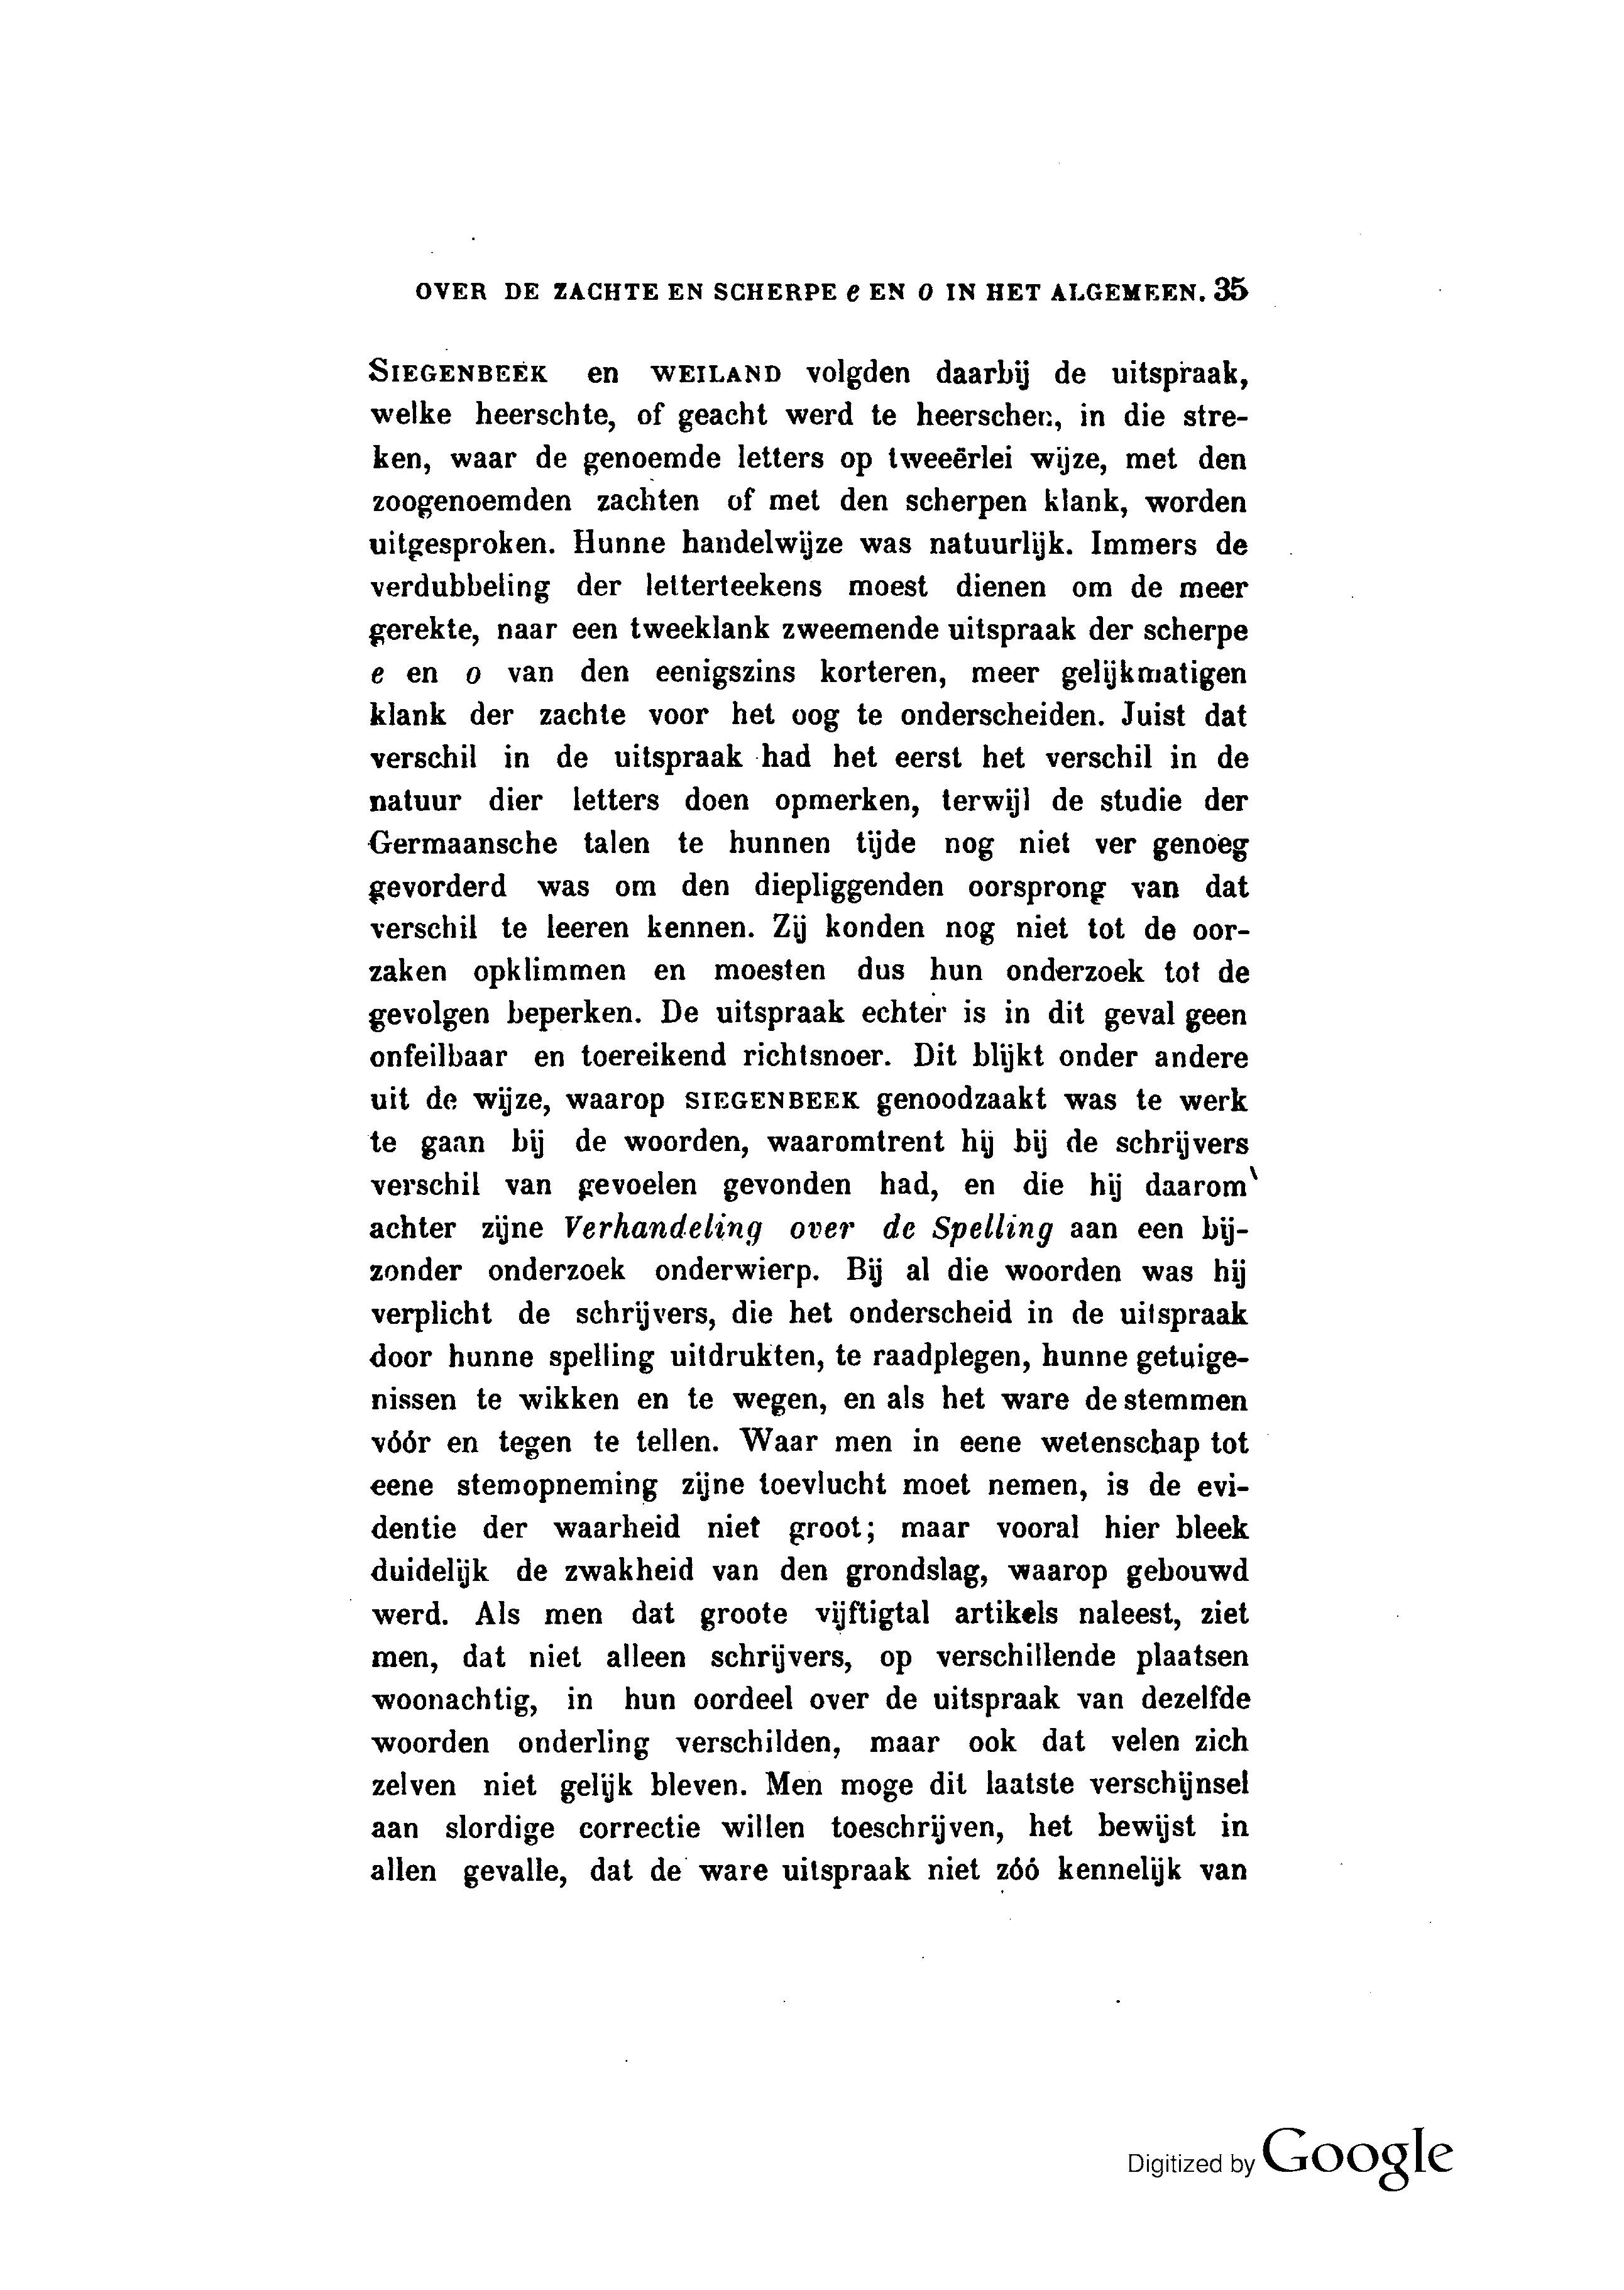 OVER DE ZACHTE EN SCHERPE e EN o IN HET ALGEMEEN. 35
SIEGENBEEK en WEILAND volgden daarbij de uitspraak,
welke heerschte, of geacht werd te heerschen, in die stre-
ken, waar de genoemde letters op tweeërlei wijze, met den
zoogenoemden zachten of met den scherpen klank, worden
uitgesproken. Hunne handelwijze was natuurlijk. Immers de
verdubbeling der letterteekens moest dienen om de meer
gerekte, naar een tweeklank zweemende uitspraak der scherpe
e en o van den eenigszins korteren, meer gelijkmatigen
klank der zachte voor het oog te onderscheiden. Juist dat
verschil in de uitspraak had het eerst het verschil in de
natuur dier letters doen opmerken, terwijl de studie der
Germaansche talen te hunnen tijde nog niet ver genoeg
gevorderd was om den diepliggenden oorsprong van dat
verschil te leeren kennen. Zij konden nog niet tot de oor-
zaken opklimmen en moesten dus hun onderzoek tot de
gevolgen beperken. De uitspraak echter is in dit geval geen
onfeilbaar en toereikend richtsnoer. Dit blijkt onder andere
uit de wijze, waarop SIEGENBEEK genoodzaakt was te werk
te gaan bij de woorden, waaromtrent hij bij de schrijvers
verschil van gevoelen gevonden had, en die hij daarom
achter zijne Verhandeling over de Spelling aan een bij-
zonder onderzoek onderwierp. Bij al die woorden was hij
verplicht de schrijvers, die het onderscheid in de uitspraak
door hunne spelling uitdrukten, te raadplegen, hunne getuige-
nissen te wikken en te wegen, en als het ware de stemmen
vóór en tegen te tellen. Waar men in eene wetenschap tot
eene stemopneming zijne toevlucht moet nemen, is de evi-
dentie der waarheid niet groot; maar vooral hier bleek
duidelijk de zwakheid van den grondslag, waarop gebouwd
werd. Als men dat groote vijftigtal artikels naleest, ziet
men, dat niet alleen schrijvers, op verschillende plaatsen
woonachtig, in hun oordeel over de uitspraak van dezelfde
woorden onderling verschilden, maar ook dat velen zich
zelven niet gelijk bleven. Men moge dit laatste verschijnsel
aan slordige correctie willen toeschrijven, het bewijst in
allen gevalle, dat de ware uitspraak niet zóó kennelijk van
Digitized by Google